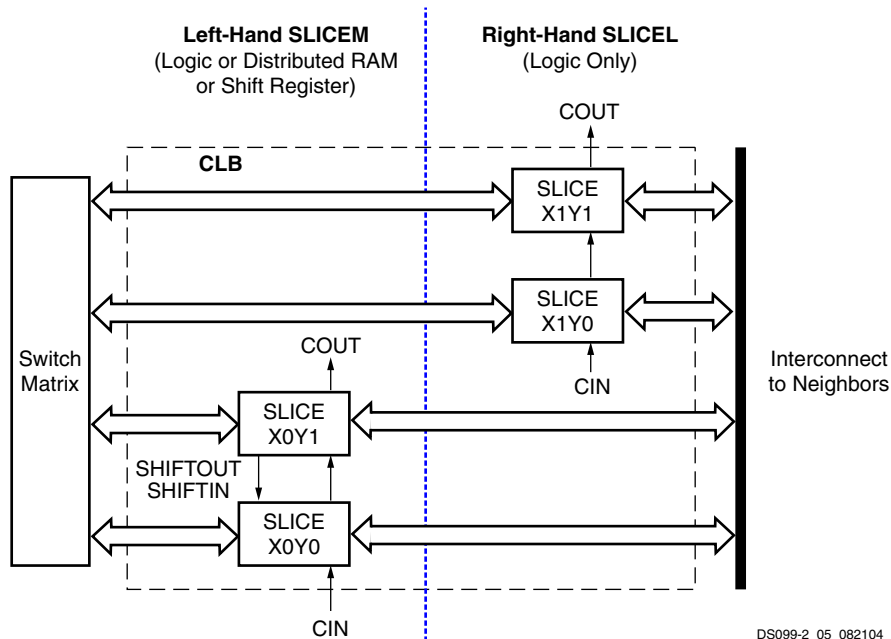 Left-Hand SLICEM
(Logic or Distributed RAM
or Shift Register)
Right-Hand SLICEL
(Logic Only)
COUT
CLB
SLICE
X1Y1
SLICE
X1Y0
Switch
Matrix
COUT
CIN
Interconnect
to Neighbors
SLICE
X0Y1
SHIFTOUT
SHIFTIN
SLICE
X0Y0
CIN
DS099-2_05_082104